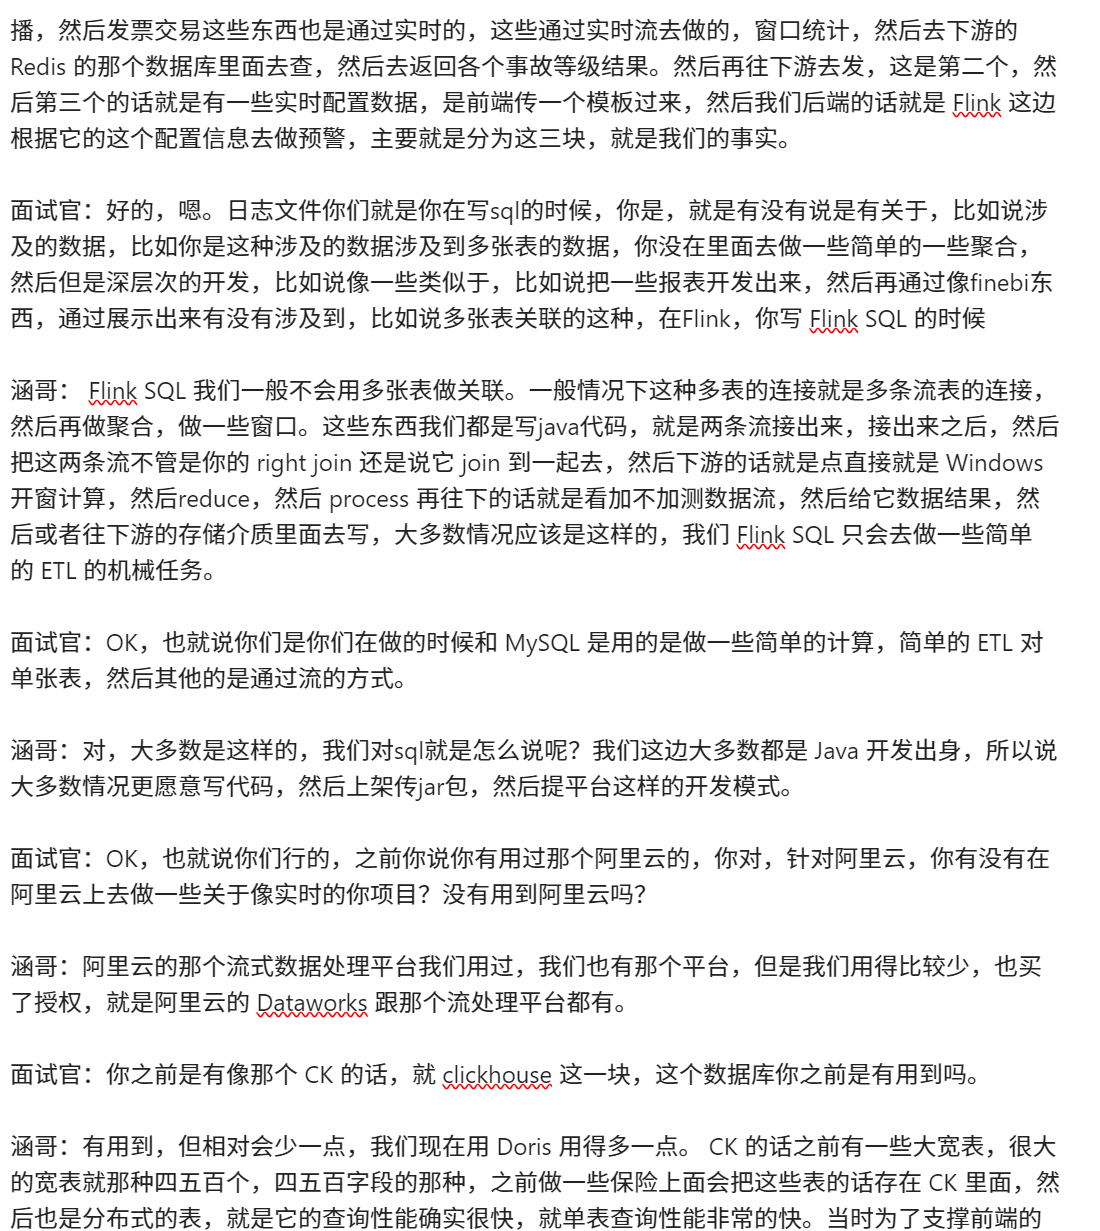 播，然后发票交易这些东西也是通过实时的，这些通过实时流去做的，窗口统计，然后去下游的
Redis 的那个数据库里面去查，然后去返回各个事故等级结果。然后再往下游去发，这是第二个，然
后第三个的话就是有一些实时配置数据，是前端传一个模板过来，然后我们后端的话就是 Flink 这边
根据它的这个配置信息去做预警，主要就是分为这三块，就是我们的事实。
面试官：好的，嗯。日志文件你们就是你在写sql的时候，你是，就是有没有说是有关于，比如说涉
及的数据，比如你是这种涉及的数据涉及到多张表的数据，你没在里面去做一些简单的一些聚合，
然后但是深层次的开发，比如说像一些类似于，比如说把一些报表开发出来，然后再通过像finebi东
西，通过展示出来有没有涉及到，比如说多张表关联的这种，在Flink，你写 Flink SQL 的时候
涵哥： Flink SQL 我们一般不会用多张表做关联。一般情况下这种多表的连接就是多条流表的连接，
然后再做聚合，做一些窗口。这些东西我们都是写java代码，就是两条流接出来，接出来之后，然后
把这两条流不管是你的 right join 还是说它 join 到一起去，然后下游的话就是点直接就是 Windows
开窗计算，然后reduce，然后 process 再往下的话就是看加不加测数据流，然后给它数据结果，然
后或者往下游的存储介质里面去写，大多数情况应该是这样的，我们 Flink SQL 只会去做一些简单
的 ETL 的机械任务。
面试官：OK，也就说你们是你们在做的时候和 MySQL 是用的是做一些简单的计算，简单的 ETL 对
单张表，然后其他的是通过流的方式。
涵哥：对，大多数是这样的，我们对sql就是怎么说呢？我们这边大多数都是 Java 开发出身，所以说
大多数情况更愿意写代码，然后上架传jar包，然后提平台这样的开发模式。
面试官：OK，也就说你们行的，之前你说你有用过那个阿里云的，你对，针对阿里云，你有没有在
阿里云上去做一些关于像实时的你项目？没有用到阿里云吗？
涵哥：阿里云的那个流式数据处理平台我们用过，我们也有那个平台，但是我们用得比较少，也买
了授权，就是阿里云的 Dataworks 跟那个流处理平台都有。
面试官：你之前是有像那个 CK 的话，就 clickhouse 这一块，这个数据库你之前是有用到吗。
涵哥：有用到，但相对会少一点，我们现在用 Doris 用得多一点。 CK 的话之前有一些大宽表，很大
的宽表就那种四五百个，四五百字段的那种，之前做一些保险上面会把这些表的话存在 CK 里面，然
后也是分布式的表，就是它的查询性能确实很快，就单表查询性能非常的快。当时为了支撑前端的